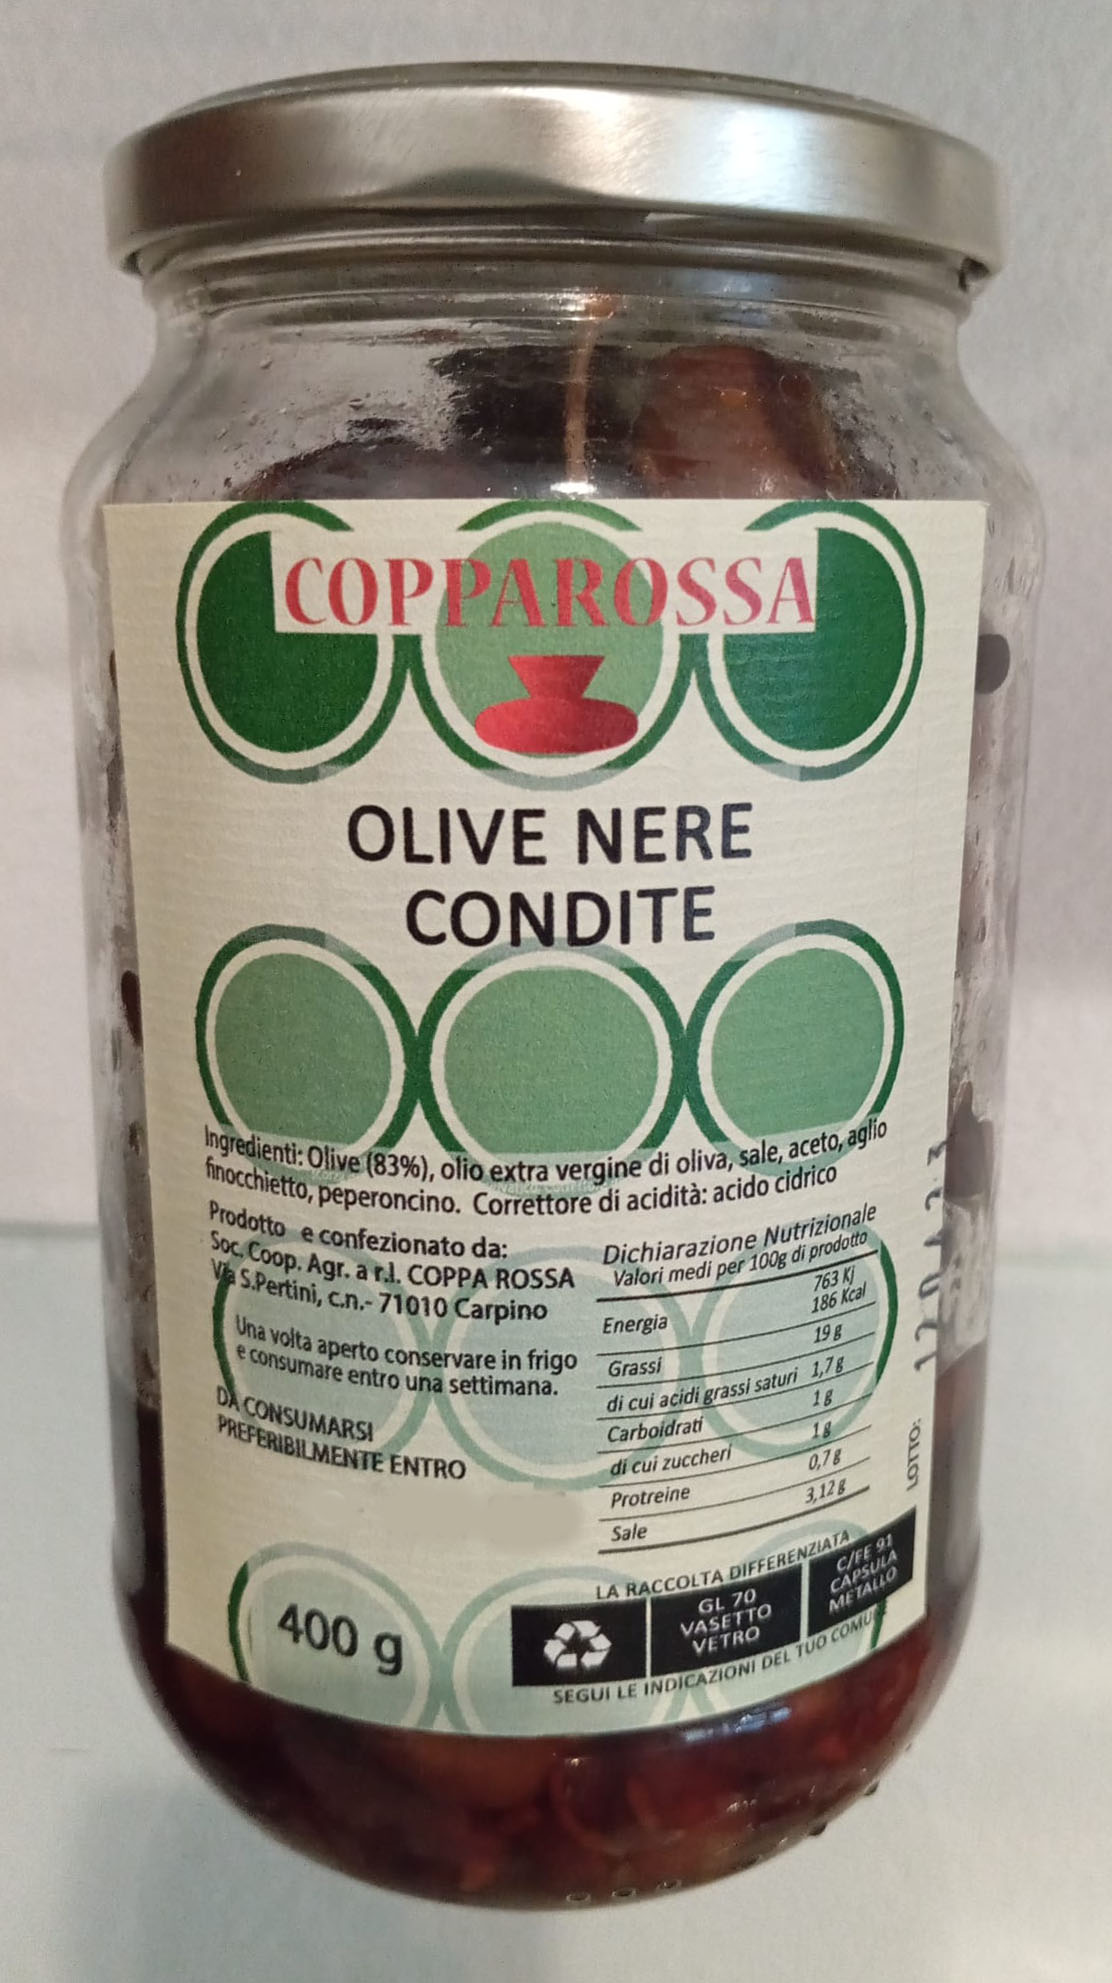 COPPAROSSA
OLIVE NERE
CONDITE
Ingredienti: Olive (83%), olio extra vergine di oliva, sale, aceto, aglio
finocchietto, peperoncino. Correttore di acidità: acido cidrico
Prodotto e confezionato da:
Soc. Coop. Agr. a r.l. COPPA ROSSA
Via S.Pertini, c.n.- 71010 Carpino
Una volta aperto conservare in frigo
e consumare entro una settimana.
DA CONSUMARSI
PREFERIBILMENTE ENTRO
400 g
Dichiarazione Nutrizionale
Valori medi per 100g di prodotto
Energia 763 Kj
186 Kcal
Grassi 19 g
di cui acidi grassi saturi 1,7 g
Carboidrati 1 g
di cui zuccheri 1 g
Protreine 0,7 g
Sale 3,12 g
LA RACCOLTA DIFFERENZIATA
GL 70
VASETTO
VETRO
C/FE 91
CAPSULA
METALLO
SEGUI LE INDICAZIONI DEL TUO COMUNE
LOTTO: 120423